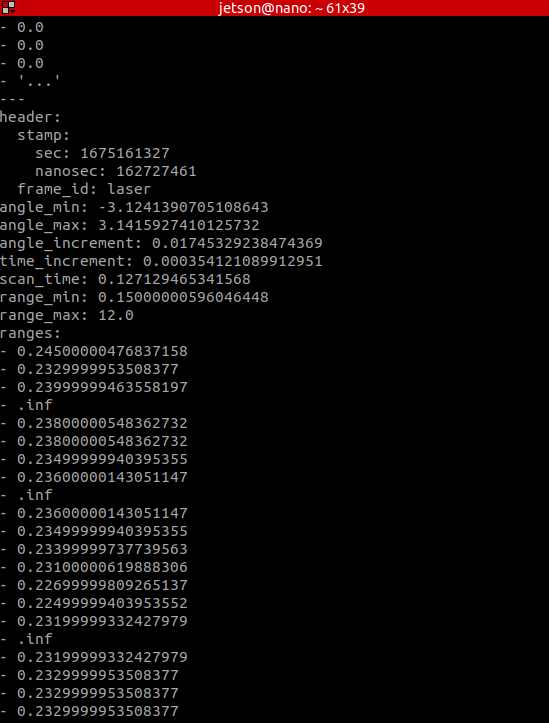 jetson@nano: ~ 61x39
- 0.0
- 0.0
- 0.0
- '...'
---
header:
  stamp:
    sec: 1675161327
    nanosec: 162727461
  frame_id: laser
angle_min: -3.1241390705108643
angle_max: 3.1415927410125732
angle_increment: 0.01745329238474369
time_increment: 0.000354121089912951
scan_time: 0.127129465341568
range_min: 0.15000000596046448
range_max: 12.0
ranges:
- 0.24500000476837158
- 0.2329999953508377
- 0.23999999463558197
- .inf
- 0.23800000548362732
- 0.23800000548362732
- 0.23499999940395355
- 0.23600000143051147
- .inf
- 0.23600000143051147
- 0.23499999940395355
- 0.23399999737739563
- 0.23100000619888306
- 0.22699999809265137
- 0.22499999403953552
- 0.23199999332427979
- .inf
- 0.23199999332427979
- 0.2329999953508377
- 0.2329999953508377
- 0.2329999953508377